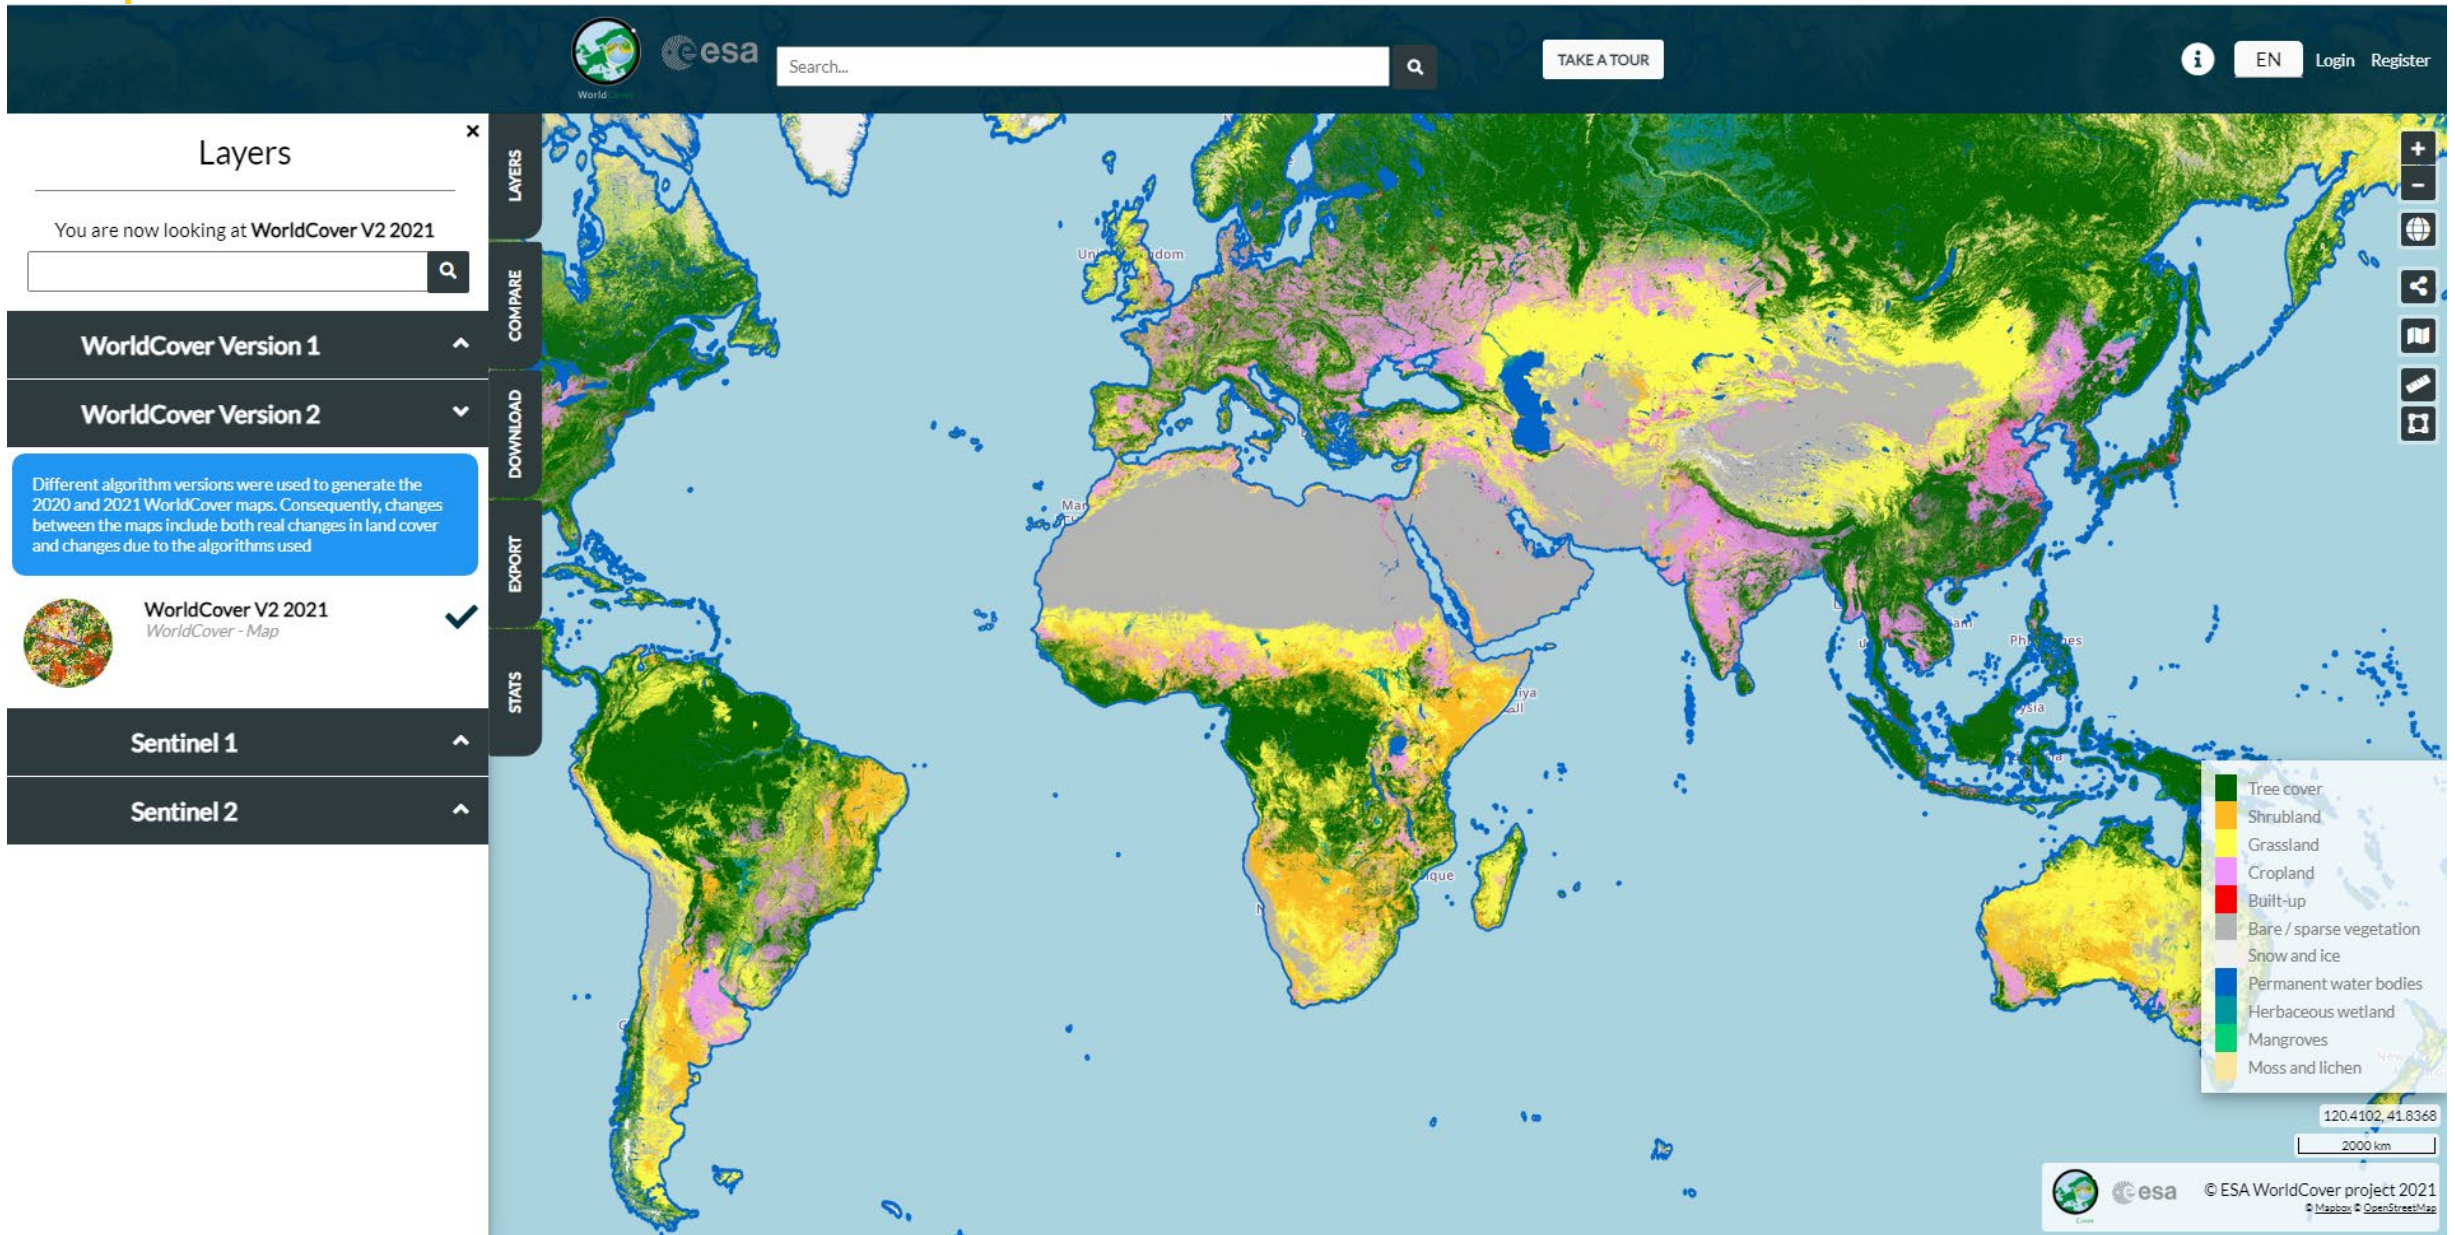 WorldCover
esa
Search...
TAKE A TOUR
i
EN
Login
Register
Layers
You are now looking at WorldCover V2 2021
WorldCover Version 1
WorldCover Version 2
Different algorithm versions were used to generate the
2020 and 2021 WorldCover maps. Consequently, changes
between the maps include both real changes in land cover
and changes due to the algorithms used
WorldCover V2 2021
WorldCover - Map
Sentinel 1
Sentinel 2
LAYERS
COMPARE
DOWNLOAD
EXPORT
STATS
Tree cover
Shrubland
Grassland
Cropland
Built-up
Bare / sparse vegetation
Snow and ice
Permanent water bodies
Herbaceous wetland
Mangroves
Moss and lichen
120.4102, 41.8368
2000 km
esa
© ESA WorldCover project 2021
© Mapbox © OpenStreetMap